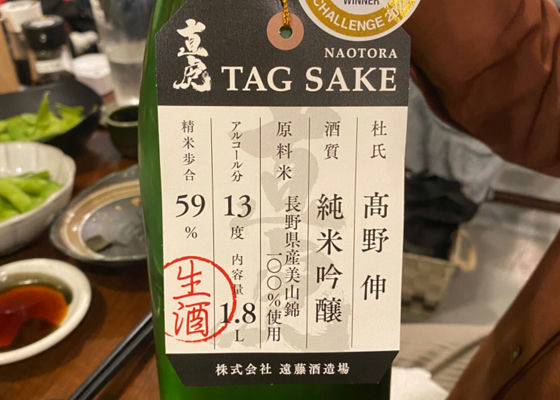 WINNER
CHALLENGE 202
直虎
NAOTORA
TAG SAKE
杜氏
髙野 伸
酒質
純米吟醸
原料米
長野県産美山錦
一〇〇%使用
アルコール分
13度
内容量
1.8L
精米歩合
59%
生酒
直虎
株式会社 遠藤酒造場